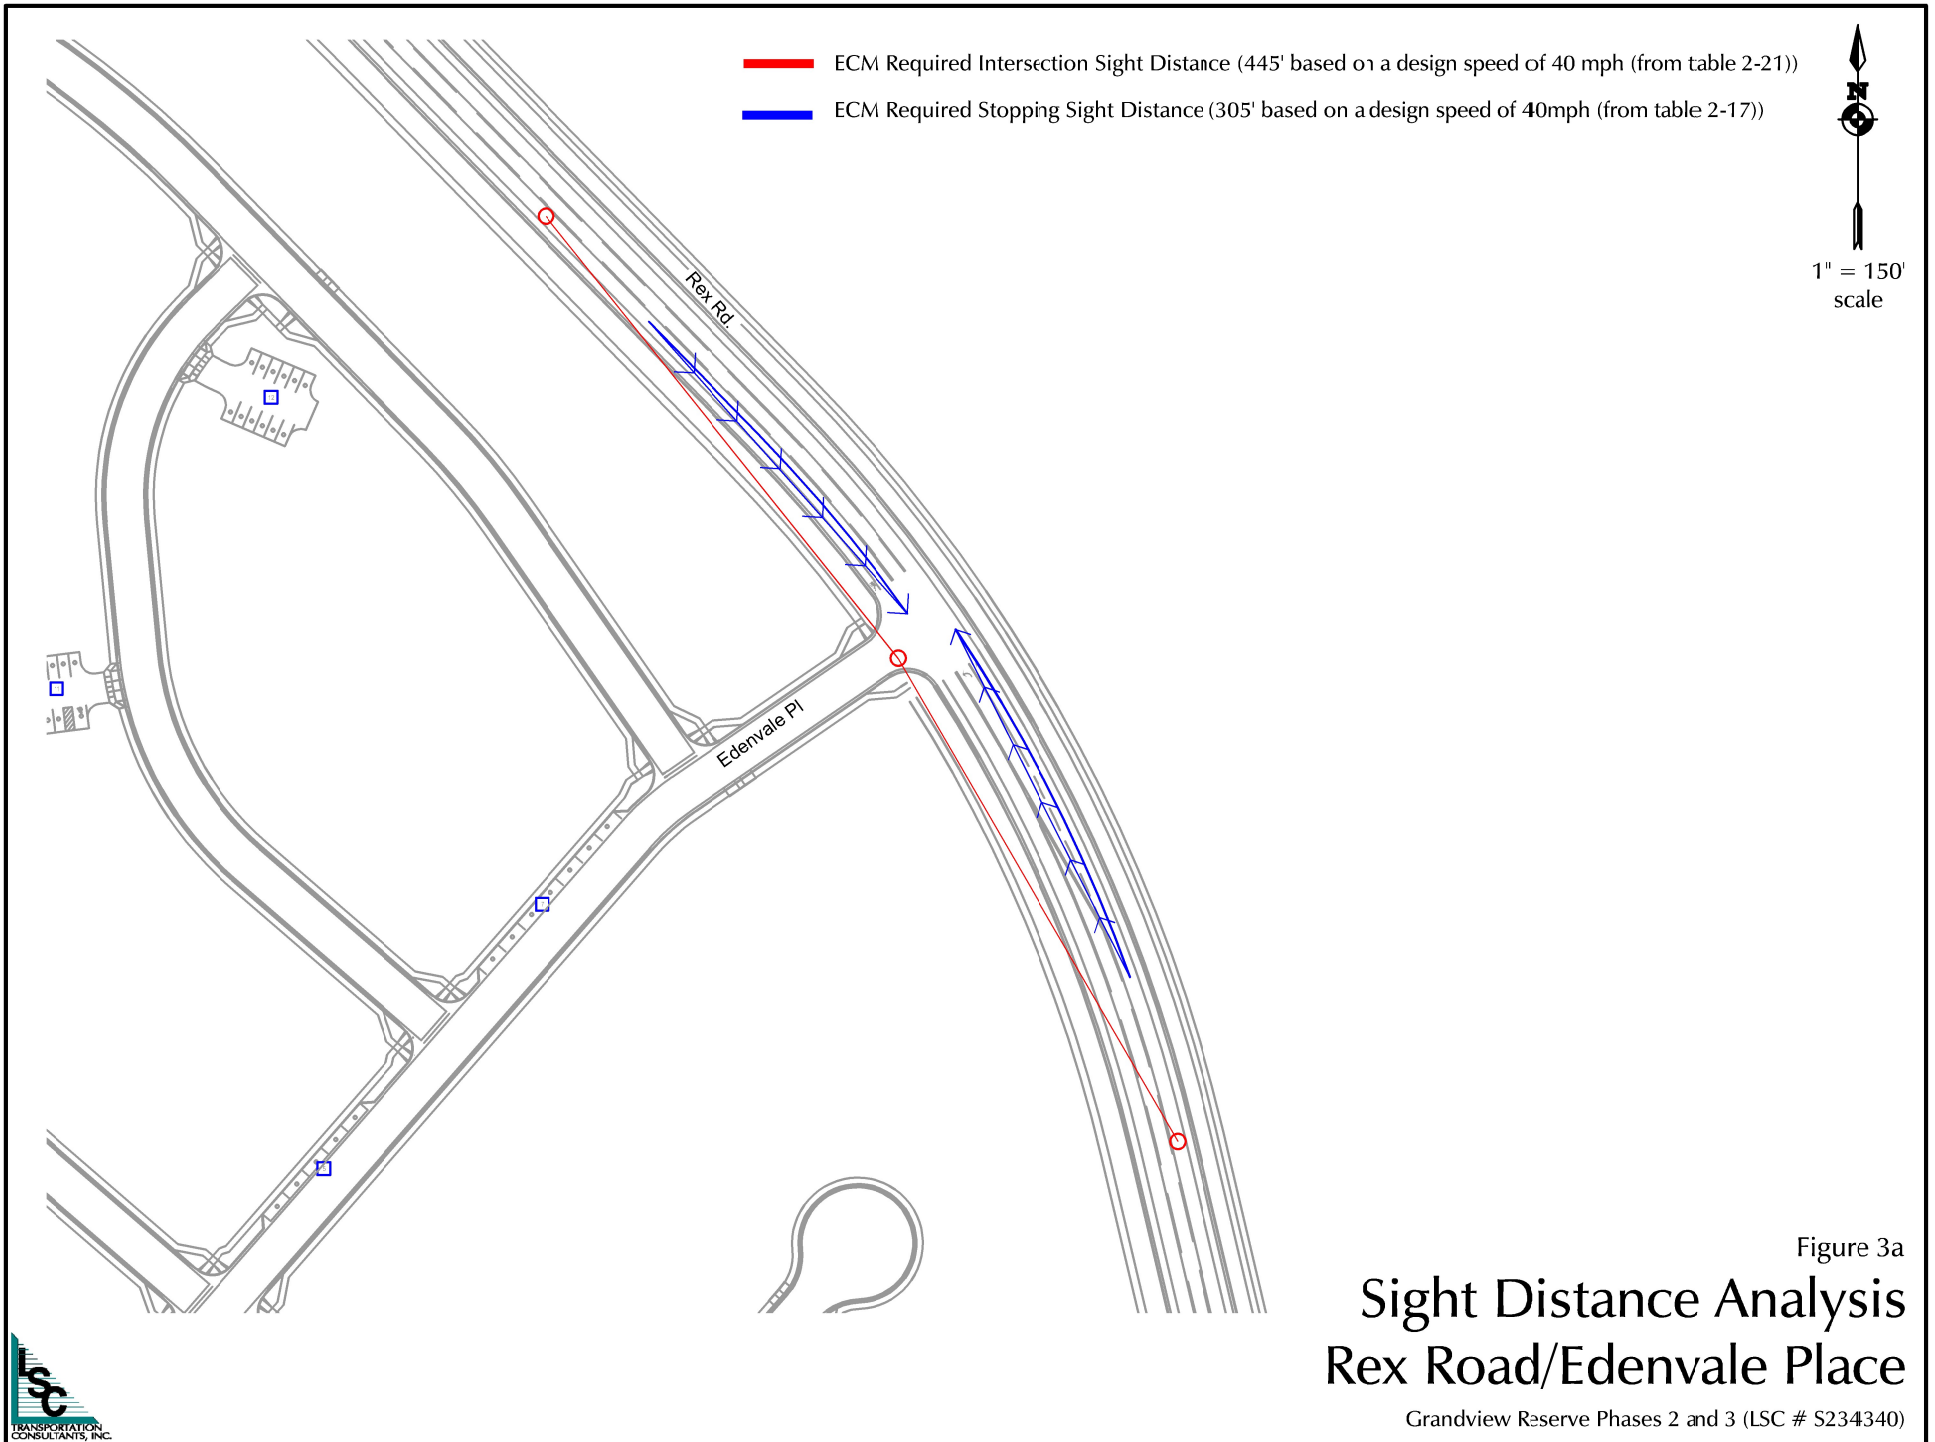 ECM Required Intersection Sight Distance (445' based on a design speed of 40 mph (from table 2-21))
ECM Required Stopping Sight Distance (305' based on a design speed of 40mph (from table 2-17))
N
1" = 150'
scale
Rex Rd.
Edenvale Pl
Figure 3a
Sight Distance Analysis
Rex Road/Edenvale Place
Grandview Reserve Phases 2 and 3 (LSC # S234340)
LSC
TRANSPORTATION
CONSULTANTS, INC.